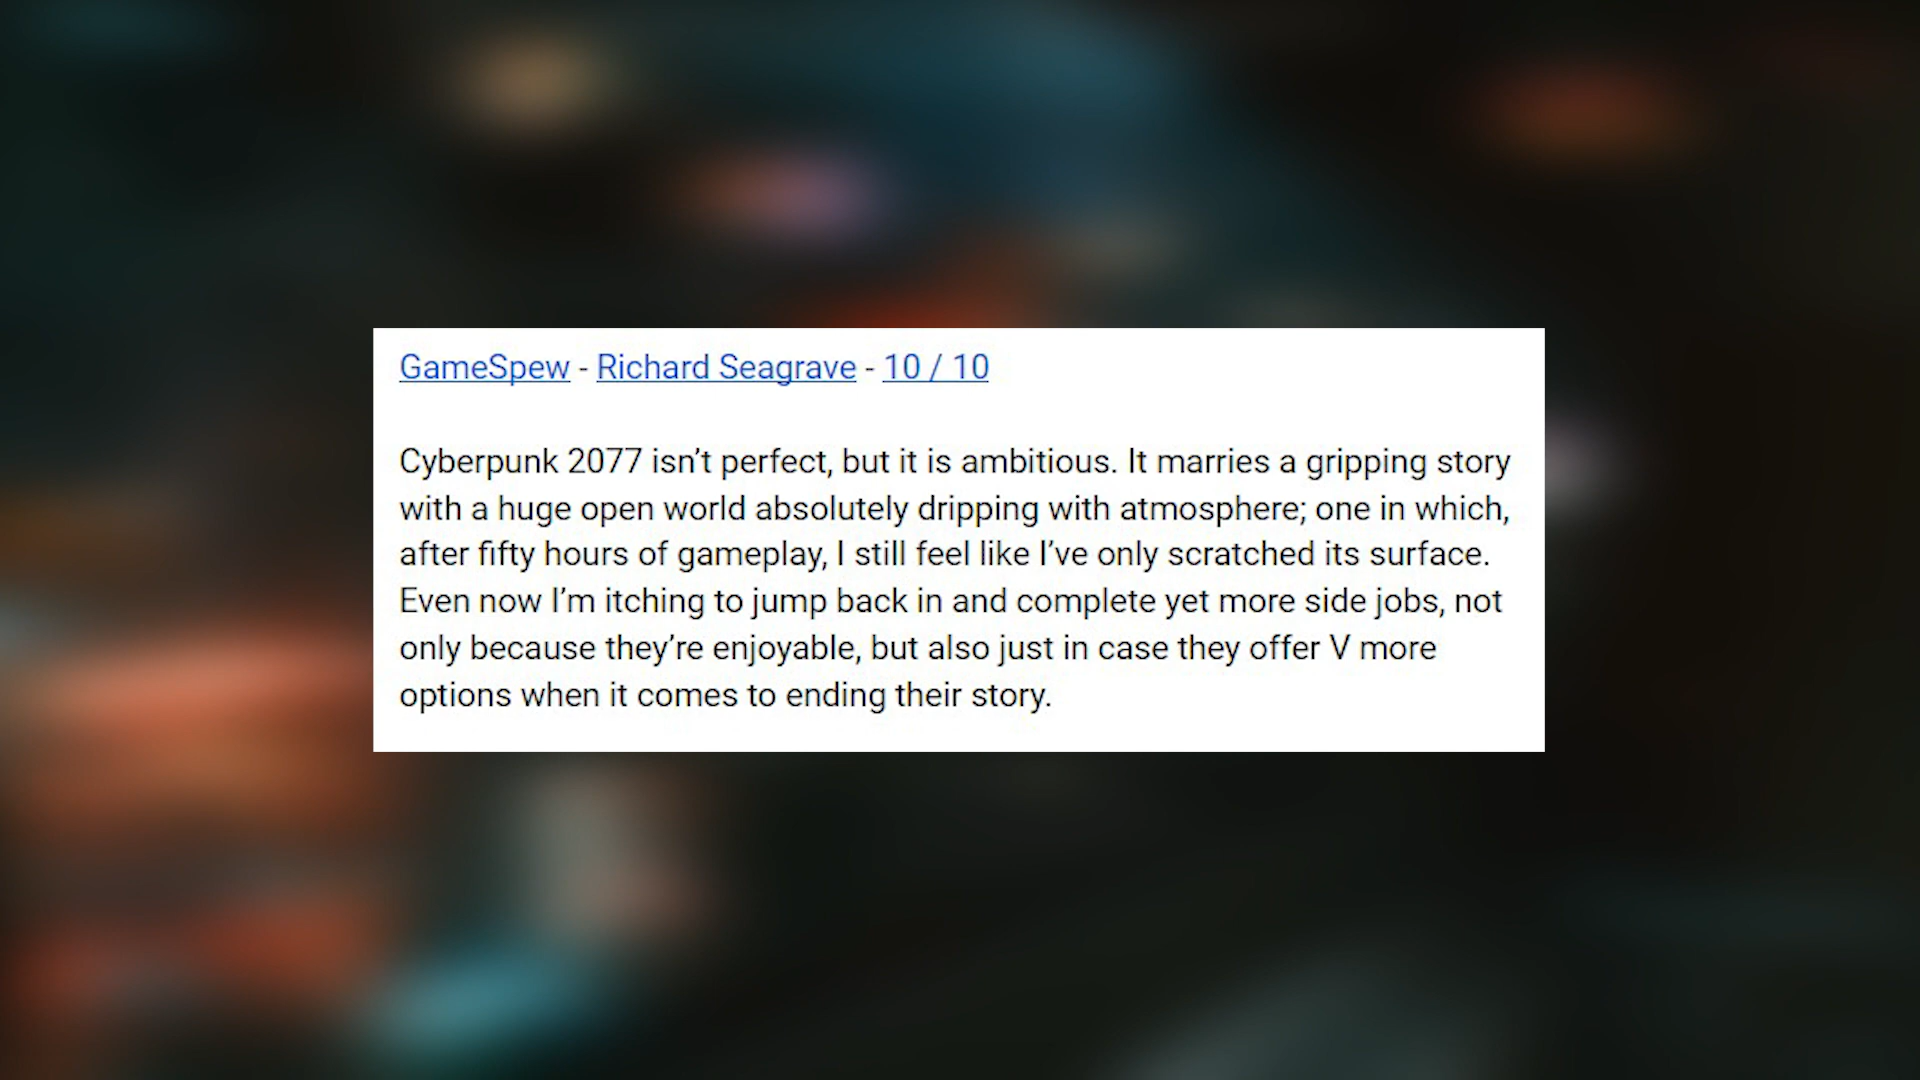 GameSpew - Richard Seagrave - 10 / 10
Cyberpunk 2077 isn’t perfect, but it is ambitious. It marries a gripping story
with a huge open world absolutely dripping with atmosphere; one in which,
after fifty hours of gameplay, I still feel like I’ve only scratched its surface.
Even now I’m itching to jump back in and complete yet more side jobs, not
only because they’re enjoyable, but also just in case they offer V more
options when it comes to ending their story.